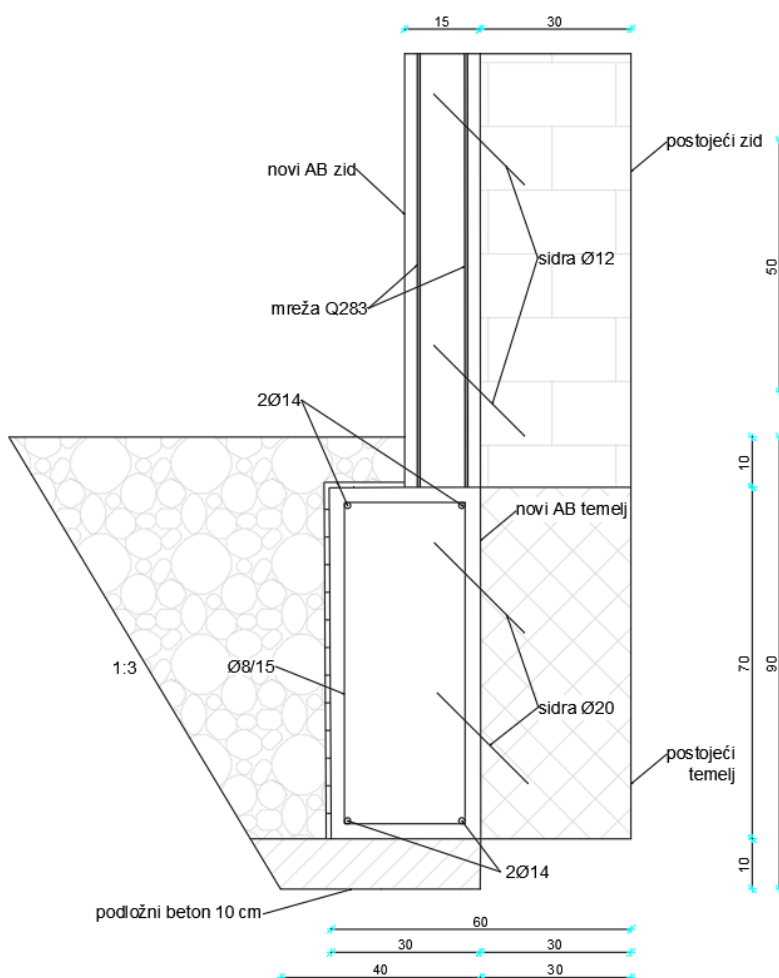 15
30
postojeći zid
novi AB zid
sidra Ø12
50
mreža Q283
2Ø14
10
novi AB temelj
1:3
Ø8/15
70
90
sidra Ø20
postojeći
temelj
2Ø14
10
podložni beton 10 cm
60
30
30
40
30